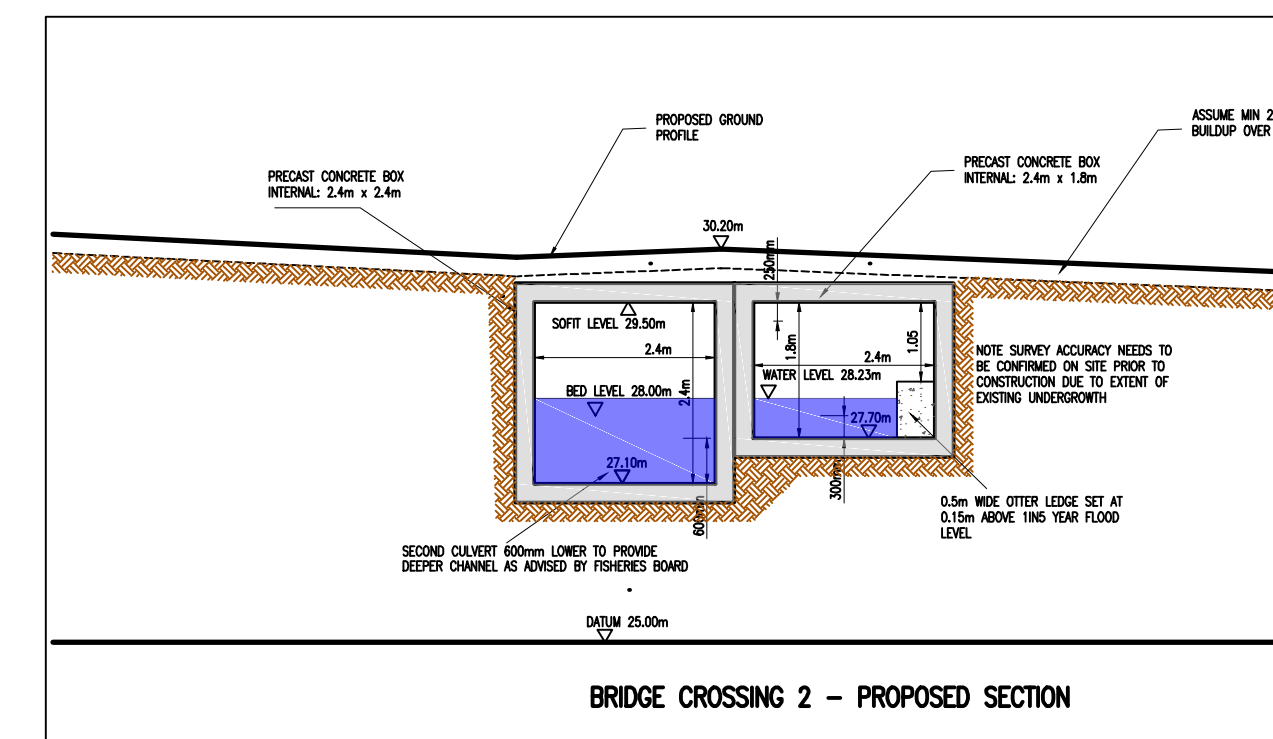 ASSUME MIN 2
BUILDUP OVER
PROPOSED GROUND
PROFILE
PRECAST CONCRETE BOX
INTERNAL: 2.4m x 1.8m
PRECAST CONCRETE BOX
INTERNAL: 2.4m x 2.4m
30.20m
250mm
SOFIT LEVEL 29.50m
2.4m
2.4m
BED LEVEL 28.00m
27.10m
600mm
1.8m
2.4m
1.05
WATER LEVEL 28.23m
27.70m
300mm
NOTE SURVEY ACCURACY NEEDS TO
BE CONFIRMED ON SITE PRIOR TO
CONSTRUCTION DUE TO EXTENT OF
EXISTING UNDERGROWTH
0.5m WIDE OTTER LEDGE SET AT
0.15m ABOVE 1IN5 YEAR FLOOD
LEVEL
SECOND CULVERT 600mm LOWER TO PROVIDE
DEEPER CHANNEL AS ADVISED BY FISHERIES BOARD
DATUM 25.00m
BRIDGE CROSSING 2 – PROPOSED SECTION